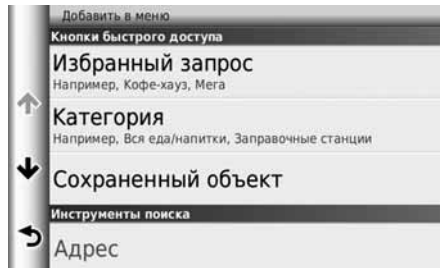 Добавить в меню
Кнопки быстрого доступа
Избранный запрос
Например, Кофе-хауз, Мега
Категория
Например, Вся еда/напитки, Заправочные станции
Сохраненный объект
Инструменты поиска
Адрес